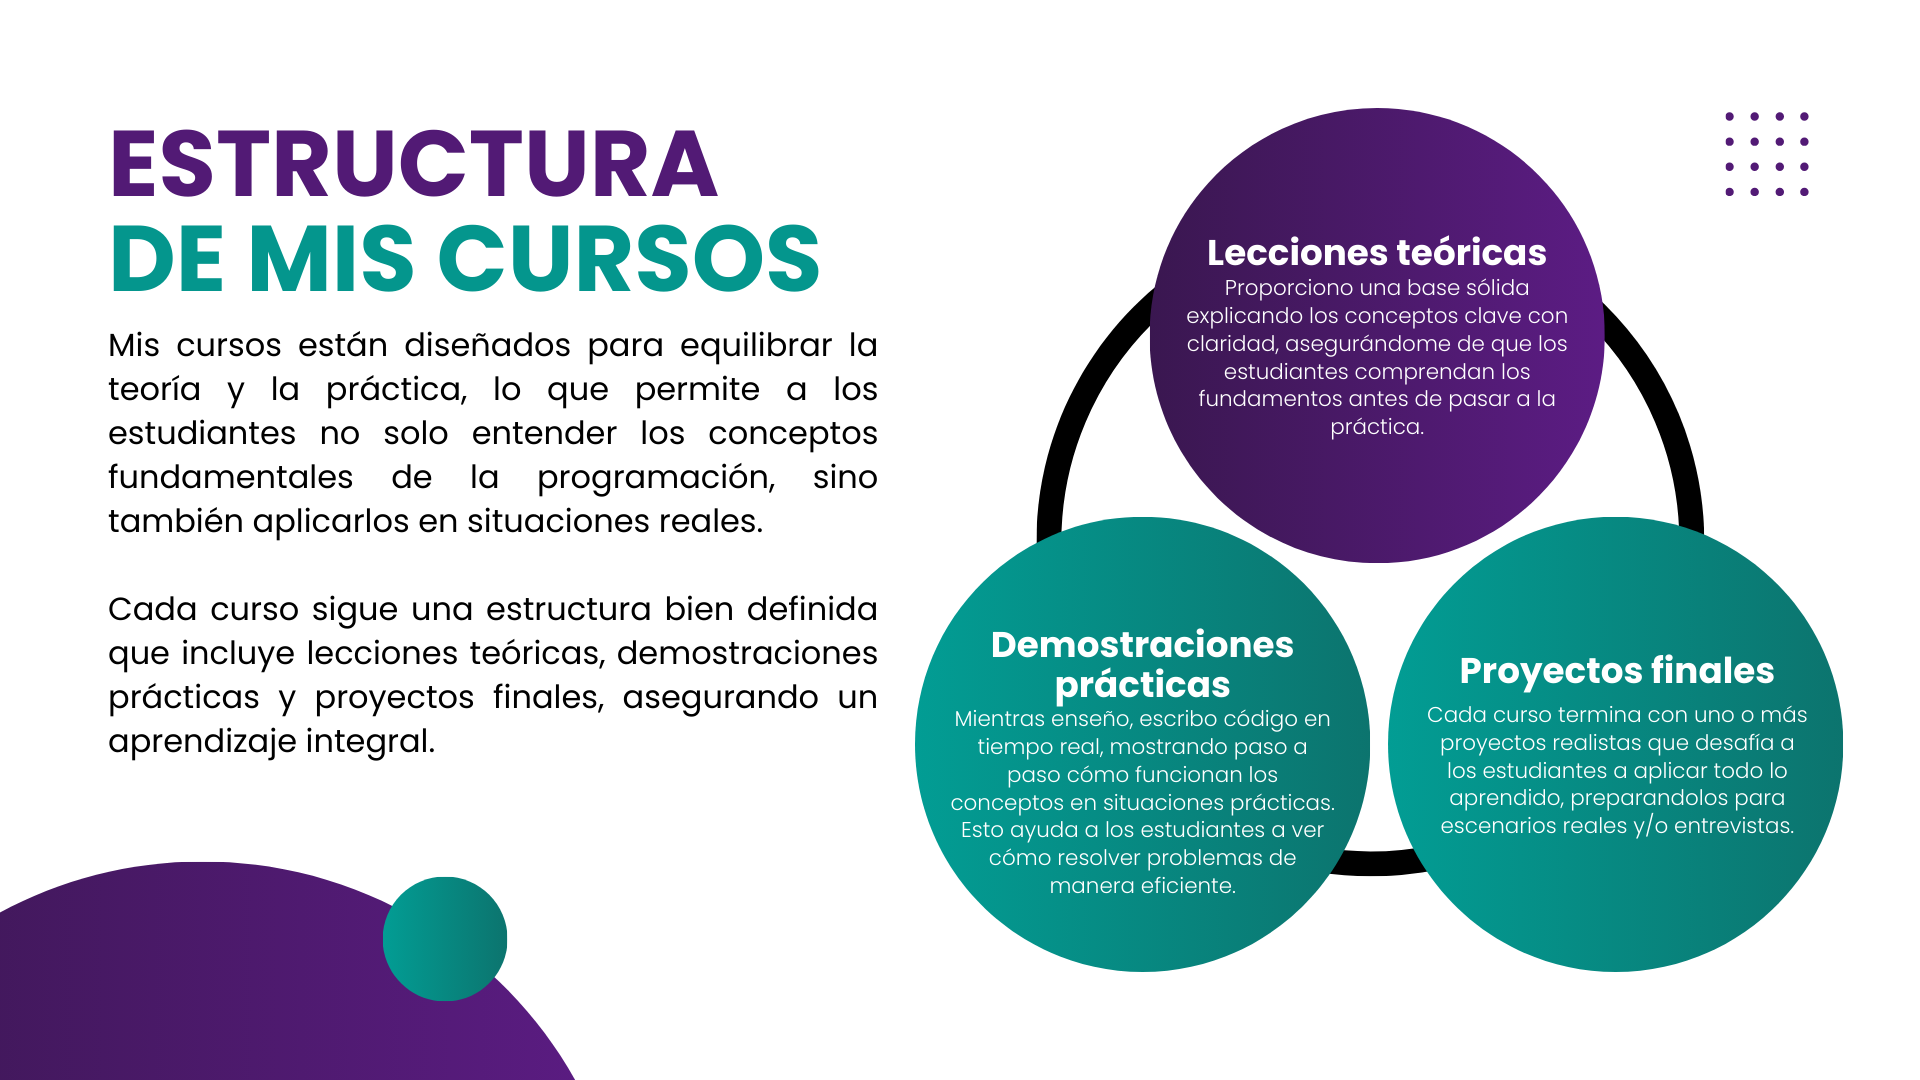 ESTRUCTURA
DE MIS CURSOS
Mis cursos están diseñados para equilibrar la
teoría y la práctica, lo que permite a los
estudiantes no solo entender los conceptos
fundamentales de la programación, sino
también aplicarlos en situaciones reales.
Cada curso sigue una estructura bien definida
que incluye lecciones teóricas, demostraciones
prácticas y proyectos finales, asegurando un
aprendizaje integral.
Lecciones teóricas
Proporciono una base sólida
explicando los conceptos clave con
claridad, asegurándome de que los
estudiantes comprendan los
fundamentos antes de pasar a la
práctica.
Demostraciones
prácticas
Mientras enseño, escribo código en
tiempo real, mostrando paso a
paso cómo funcionan los
conceptos en situaciones prácticas.
Esto ayuda a los estudiantes a ver
cómo resolver problemas de
manera eficiente.
Proyectos finales
Cada curso termina con uno o más
proyectos realistas que desafía a
los estudiantes a aplicar todo lo
aprendido, preparandolos para
escenarios reales y/o entrevistas.